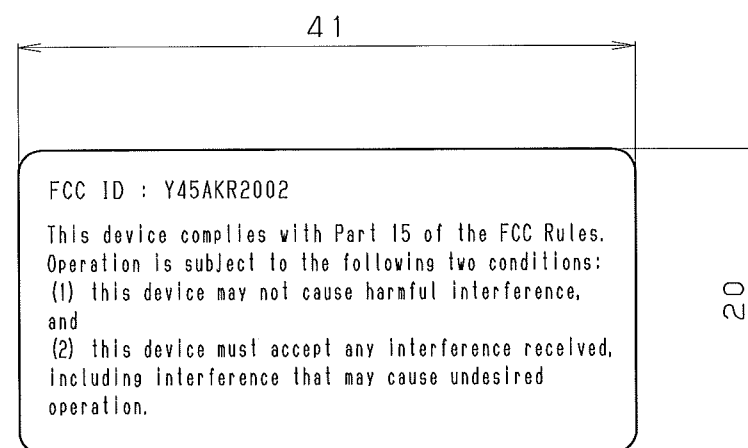 41
FCC ID : Y45AKR2002
This device complies with Part 15 of the FCC Rules.
Operation is subject to the following two conditions:
(1) this device may not cause harmful interference,
and
(2) this device must accept any interference received,
including interference that may cause undesired
operation.
20